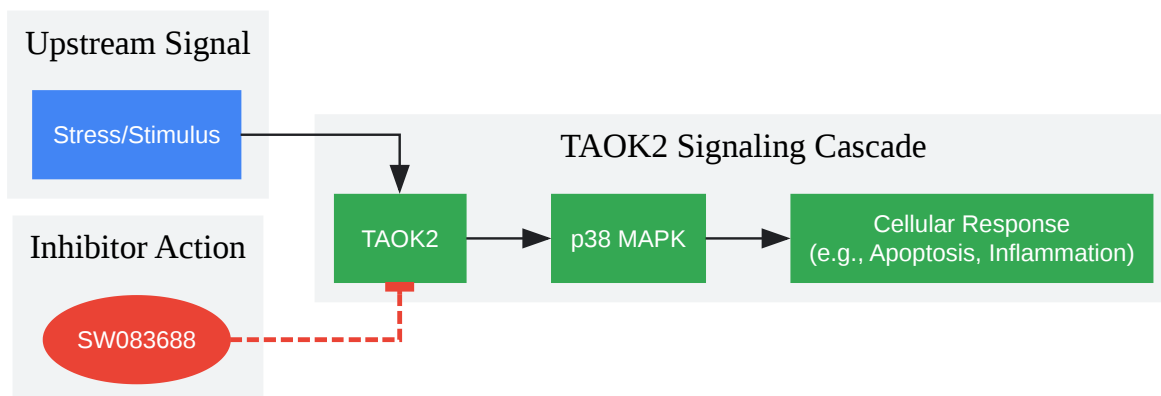 Upstream Signal
Stress/Stimulus
TAOK2 Signaling Cascade
TAOK2
p38 MAPK
Cellular Response
(e.g., Apoptosis, Inflammation)
Inhibitor Action
SW083688